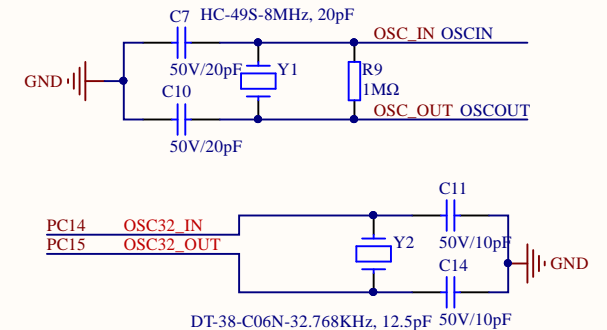 C7 HC-49S-8MHz, 20pF
OSC_IN OSCIN
50V/20pF Y1 R9
GND
C10 1MΩ
OSC_OUT OSCOUT
50V/20pF
C11
PC14 OSC32_IN
PC15 OSC32_OUT
Y2 50V/10pF
C14
GND
DT-38-C06N-32.768KHz, 12.5pF 50V/10pF